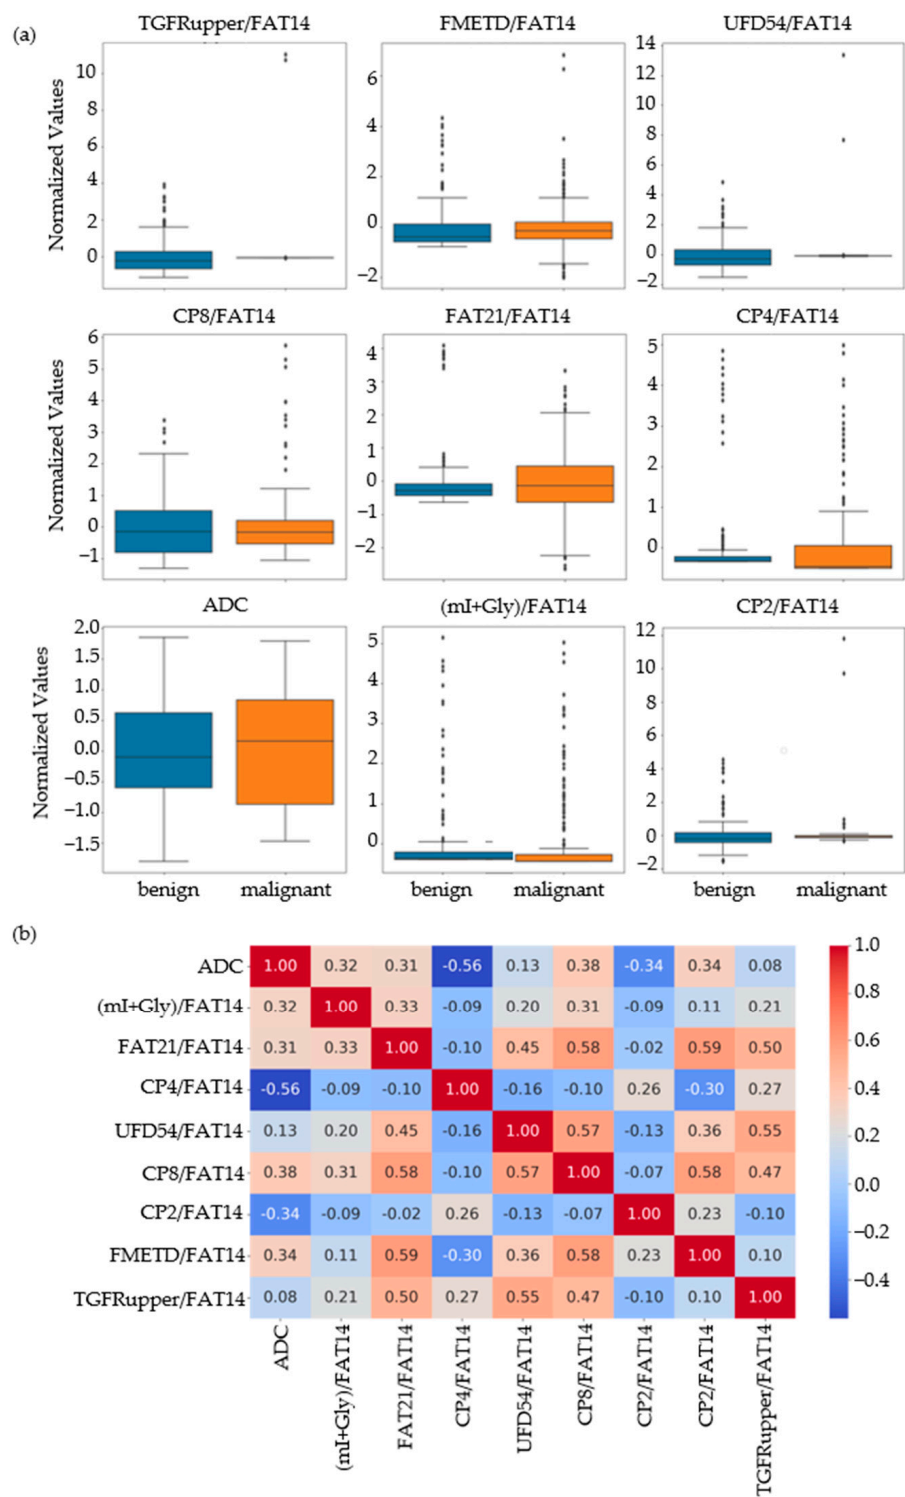 (a)
TGFRupper/FAT14 FMETD/FAT14 UFD54/FAT14
Normalized Values
10
8
6
4
2
0
6
4
2
0
−2
14
12
10
8
6
4
2
0
−2
CP8/FAT14 FAT21/FAT14 CP4/FAT14
Normalized Values
6
5
4
3
2
1
0
−1
4
3
2
1
0
−1
−2
5
4
3
2
1
0
ADC (mI+Gly)/FAT14 CP2/FAT14
Normalized Values
2.0
1.5
1.0
0.5
0.0
−0.5
−1.0
−1.5
5
4
3
2
1
0
12
10
8
6
4
2
0
−2
benign malignant benign malignant benign malignant
(b)
ADC 1.00 0.32 0.31 -0.56 0.13 0.38 -0.34 0.34 0.08
(mI+Gly)/FAT14 0.32 1.00 0.33 -0.09 0.20 0.31 -0.09 0.11 0.21
FAT21/FAT14 0.31 0.33 1.00 -0.10 0.45 0.58 -0.02 0.59 0.50
CP4/FAT14 -0.56 -0.09 -0.10 1.00 -0.16 -0.10 0.26 -0.30 0.27
UFD54/FAT14 0.13 0.20 0.45 -0.16 1.00 0.57 -0.13 0.36 0.55
CP8/FAT14 0.38 0.31 0.58 -0.10 0.57 1.00 -0.07 0.58 0.47
CP2/FAT14 -0.34 -0.09 -0.02 0.26 -0.13 -0.07 1.00 0.23 -0.10
FMETD/FAT14 0.34 0.11 0.59 -0.30 0.36 0.58 0.23 1.00 0.10
TGFRupper/FAT14 0.08 0.21 0.50 0.27 0.55 0.47 -0.10 0.10 1.00
ADC
(mI+Gly)/FAT14
FAT21/FAT14
CP4/FAT14
UFD54/FAT14
CP8/FAT14
CP2/FAT14
CP2/FAT14
TGFRupper/FAT14
1.0
0.8
0.6
0.4
0.2
0.0
−0.2
−0.4